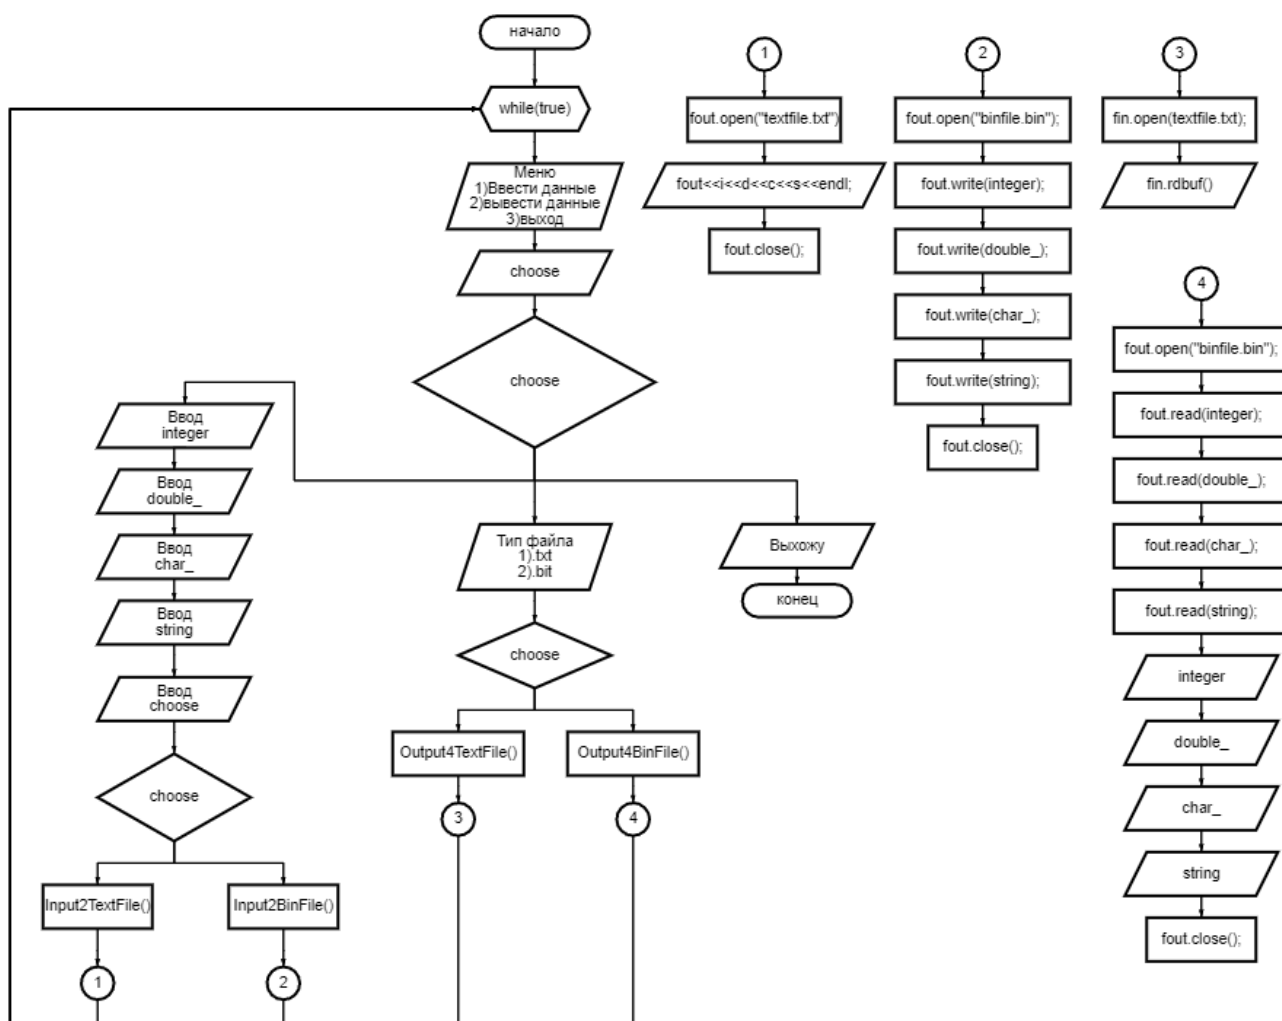 начало
while(true)
Меню
1)Ввести данные
2)вывести данные
3)выход
choose
choose
Ввод
integer
Ввод
double_
Ввод
char_
Ввод
string
Ввод
choose
choose
Input2TextFile()
Input2BinFile()
1
2
Тип файла
1).txt
2).bit
choose
Output4TextFile()
Output4BinFile()
3
4
Выхожу
конец
1
fout.open("textfile.txt")
fout<<i<<d<<c<<s<<endl;
fout.close();
2
fout.open("binfile.bin");
fout.write(integer);
fout.write(double_);
fout.write(char_);
fout.write(string);
fout.close();
3
fin.open(textfile.txt);
fin.rdbuf()
4
fout.open("binfile.bin");
fout.read(integer);
fout.read(double_);
fout.read(char_);
fout.read(string);
integer
double_
char_
string
fout.close();